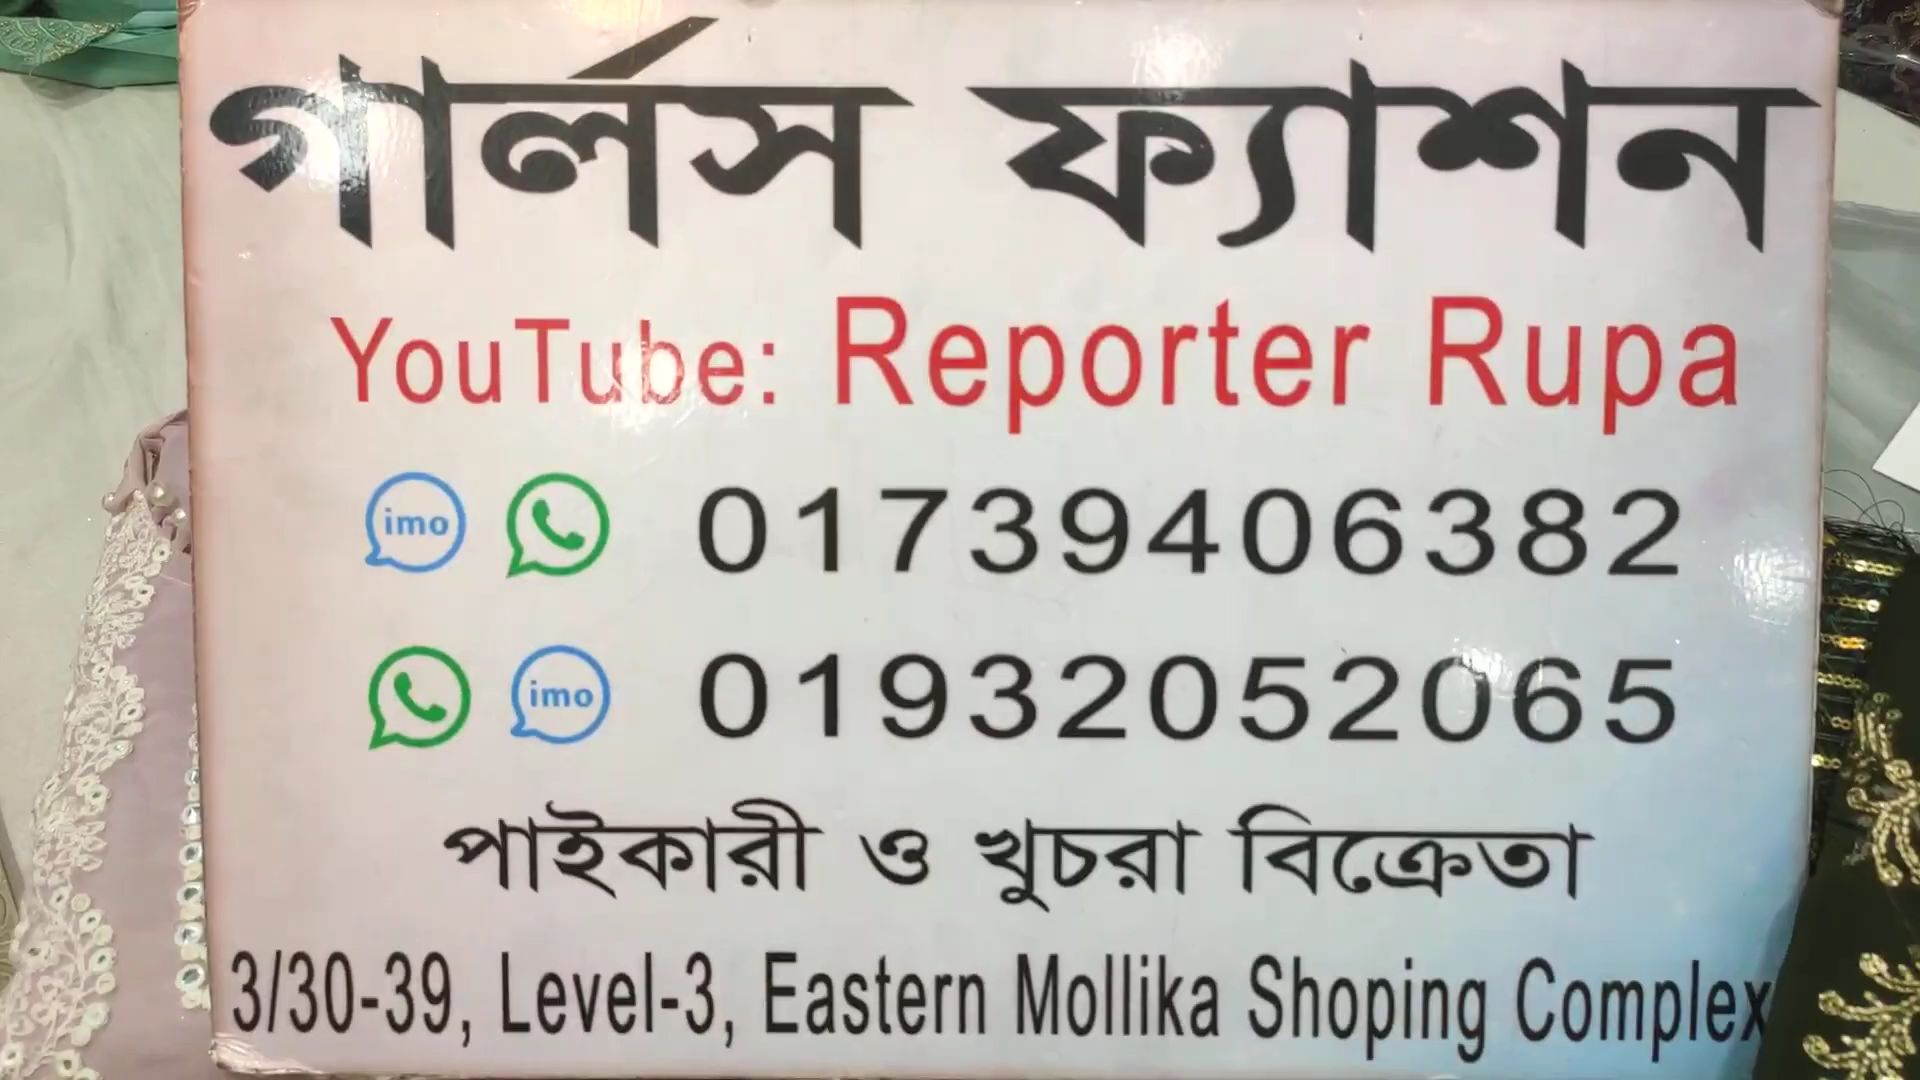 গার্লস ফ্যাশন
YouTube: Reporter Rupa
imo 01739406382
imo 01932052065
পাইকারী ও খুচরা বিক্রেতা
3/30-39, Level-3, Eastern Mollika Shoping Complex